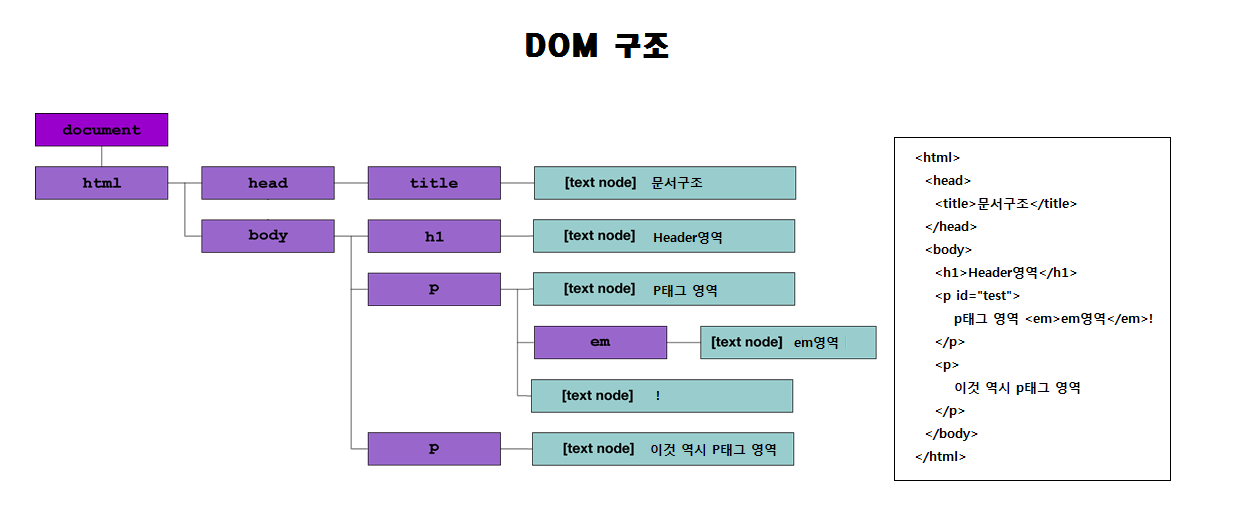 DOM 구조
document
html head title [text node] 문서구조
body h1 [text node] Header영역
p [text node] P태그 영역
em [text node] em영역
[text node] !
p [text node] 이것 역시 P태그 영역
<html>
<head>
<title>문서구조</title>
</head>
<body>
<h1>Header영역</h1>
<p id="test">
p태그 영역 <em>em영역</em>!
</p>
<p>
이것 역시 p태그 영역
</p>
</body>
</html>